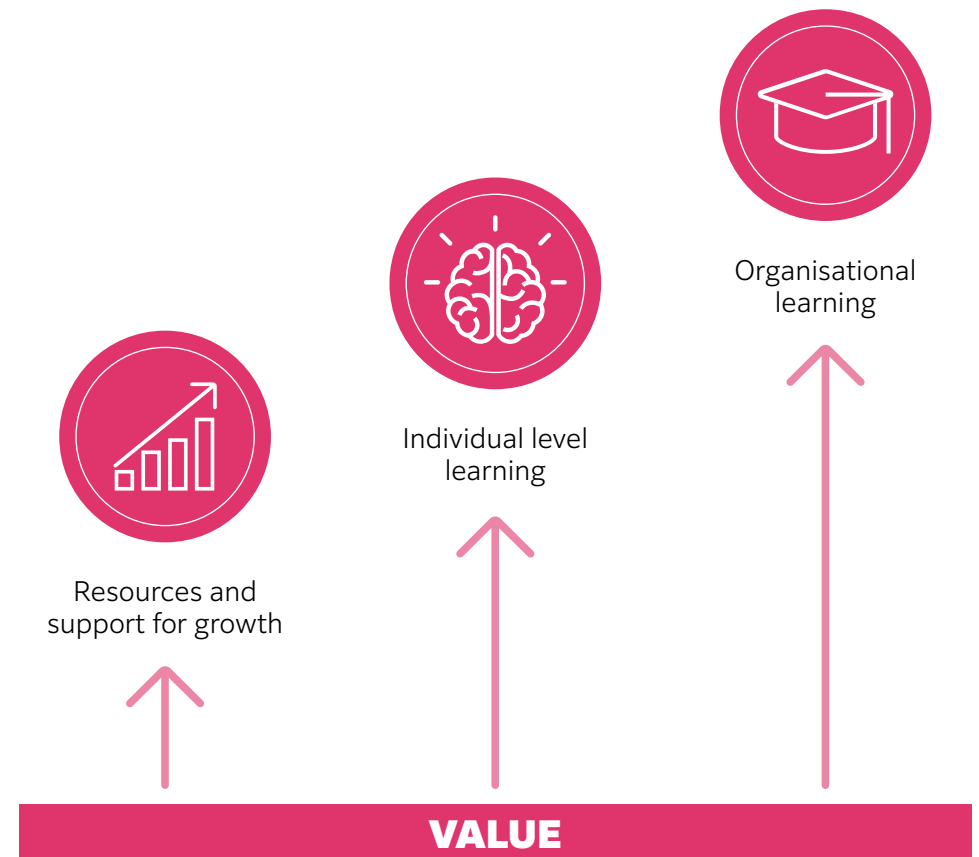 Resources and
support for growth
Individual level
learning
Organisational
learning
VALUE